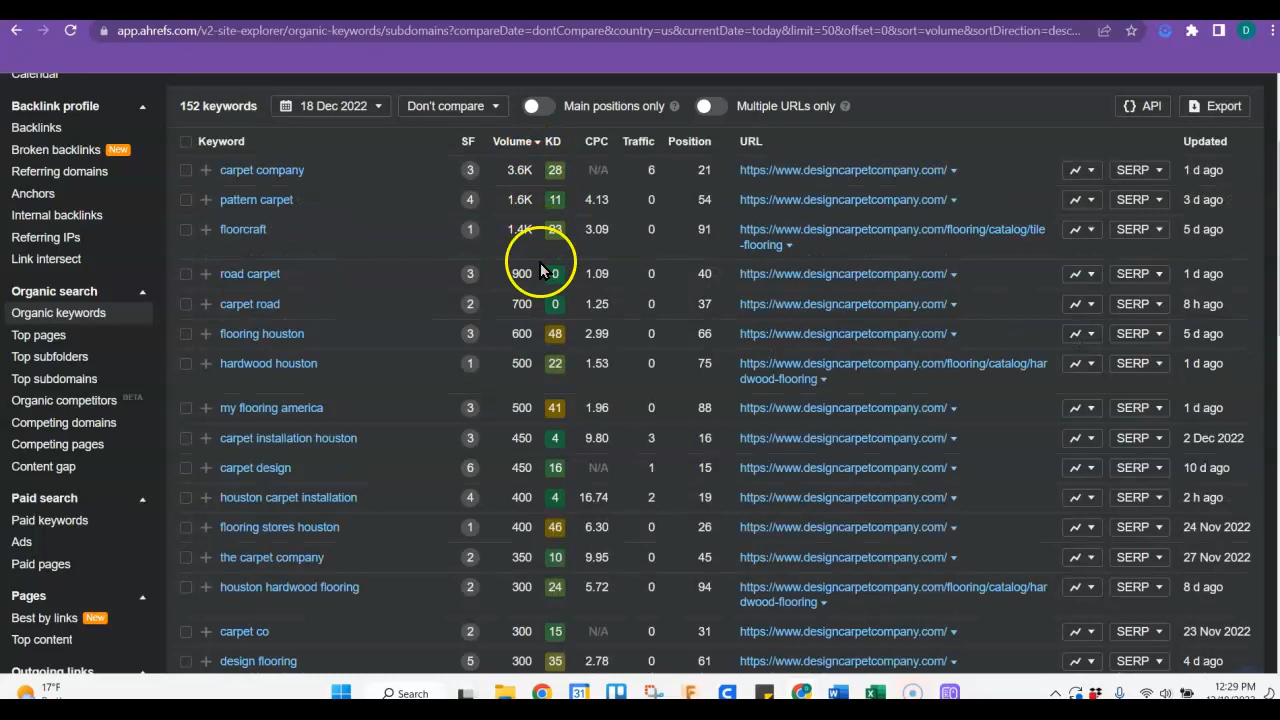 app.ahrefs.com/v2-site-explorer/organic-keywords/subdomains?compareDate=dontCompare&country=us&currentDate=today&limit=50&offset=0&sort=volume&sortDirection=desc... D
Calendar
Backlink profile
Backlinks
Broken backlinks New
Referring domains
Anchors
Internal backlinks
Referring IPs
Link intersect
Organic search
Organic keywords
Top pages
Top subfolders
Top subdomains
Organic competitors BETA
Competing domains
Competing pages
Content gap
Paid search
Paid keywords
Ads
Paid pages
Pages
Best by links New
Top content
Outgoing links
152 keywords 18 Dec 2022 Don't compare Main positions only ? Multiple URLs only ? {} API Export
Keyword SF Volume KD CPC Traffic Position URL Updated
+ carpet company 3 3.6K 28 N/A 6 21 https://www.designcarpetcompany.com/ SERP 1 d ago
+ pattern carpet 4 1.6K 11 4.13 0 54 https://www.designcarpetcompany.com/ SERP 3 d ago
+ floorcraft 1 1.4K 23 3.09 0 91 https://www.designcarpetcompany.com/flooring/catalog/tile SERP 5 d ago
-flooring
+ road carpet 3 900 0 1.09 0 40 https://www.designcarpetcompany.com/ SERP 1 d ago
+ carpet road 2 700 0 1.25 0 37 https://www.designcarpetcompany.com/ SERP 8 h ago
+ flooring houston 3 600 48 2.99 0 66 https://www.designcarpetcompany.com/ SERP 5 d ago
+ hardwood houston 1 500 22 1.53 0 75 https://www.designcarpetcompany.com/flooring/catalog/har SERP 1 d ago
dwood-flooring
+ my flooring america 3 500 41 1.96 0 88 https://www.designcarpetcompany.com/ SERP 1 d ago
+ carpet installation houston 3 450 4 9.80 3 16 https://www.designcarpetcompany.com/ SERP 2 Dec 2022
+ carpet design 6 450 16 N/A 1 15 https://www.designcarpetcompany.com/ SERP 10 d ago
+ houston carpet installation 4 400 4 16.74 2 19 https://www.designcarpetcompany.com/ SERP 2 h ago
+ flooring stores houston 1 400 46 6.30 0 26 https://www.designcarpetcompany.com/ SERP 24 Nov 2022
+ the carpet company 2 350 10 9.95 0 45 https://www.designcarpetcompany.com/ SERP 27 Nov 2022
+ houston hardwood flooring 2 300 24 5.72 0 94 https://www.designcarpetcompany.com/flooring/catalog/har SERP 8 d ago
dwood-flooring
+ carpet co 2 300 15 N/A 0 31 https://www.designcarpetcompany.com/ SERP 23 Nov 2022
+ design flooring 5 300 35 2.78 0 61 https://www.designcarpetcompany.com/ SERP 4 d ago
17°F Search 31 12:29 PM